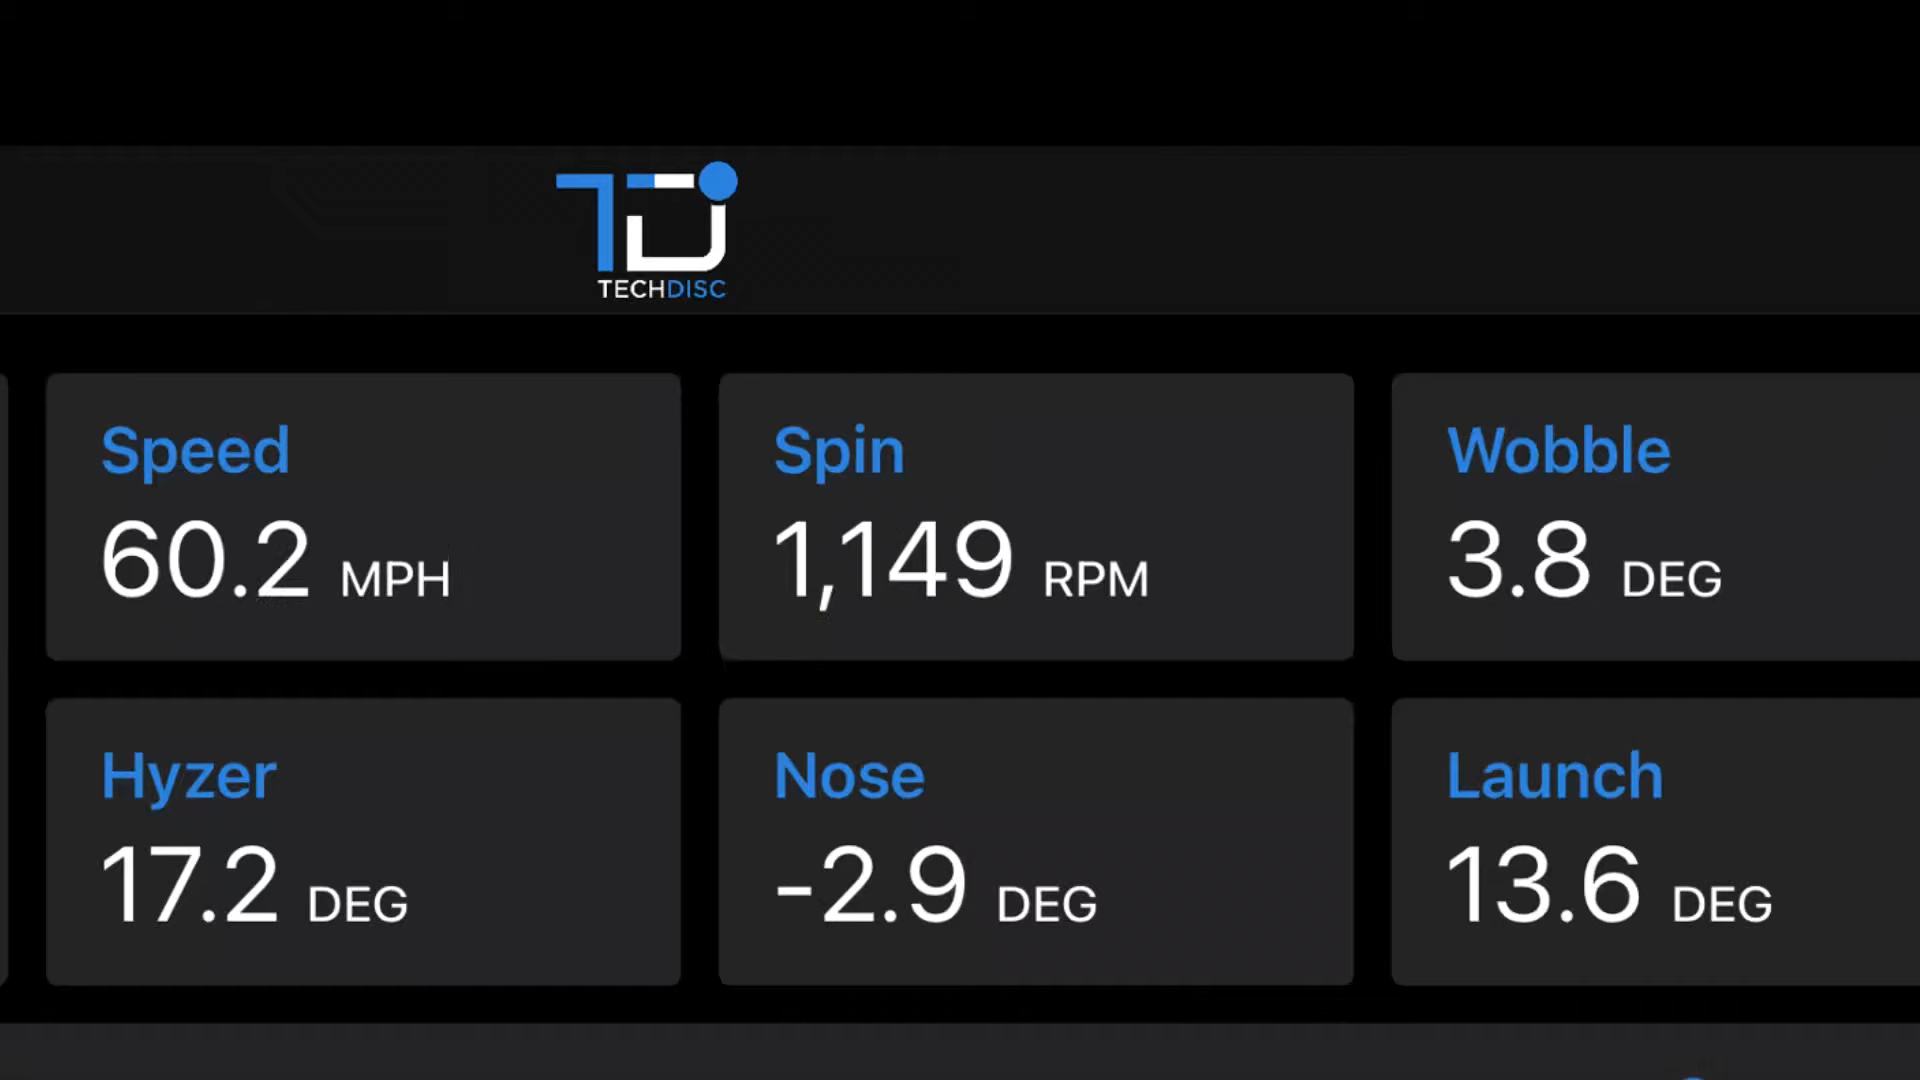 TD
TECHDISC
Speed
60.2 MPH
Spin
1,149 RPM
Wobble
3.8 DEG
Hyzer
17.2 DEG
Nose
-2.9 DEG
Launch
13.6 DEG